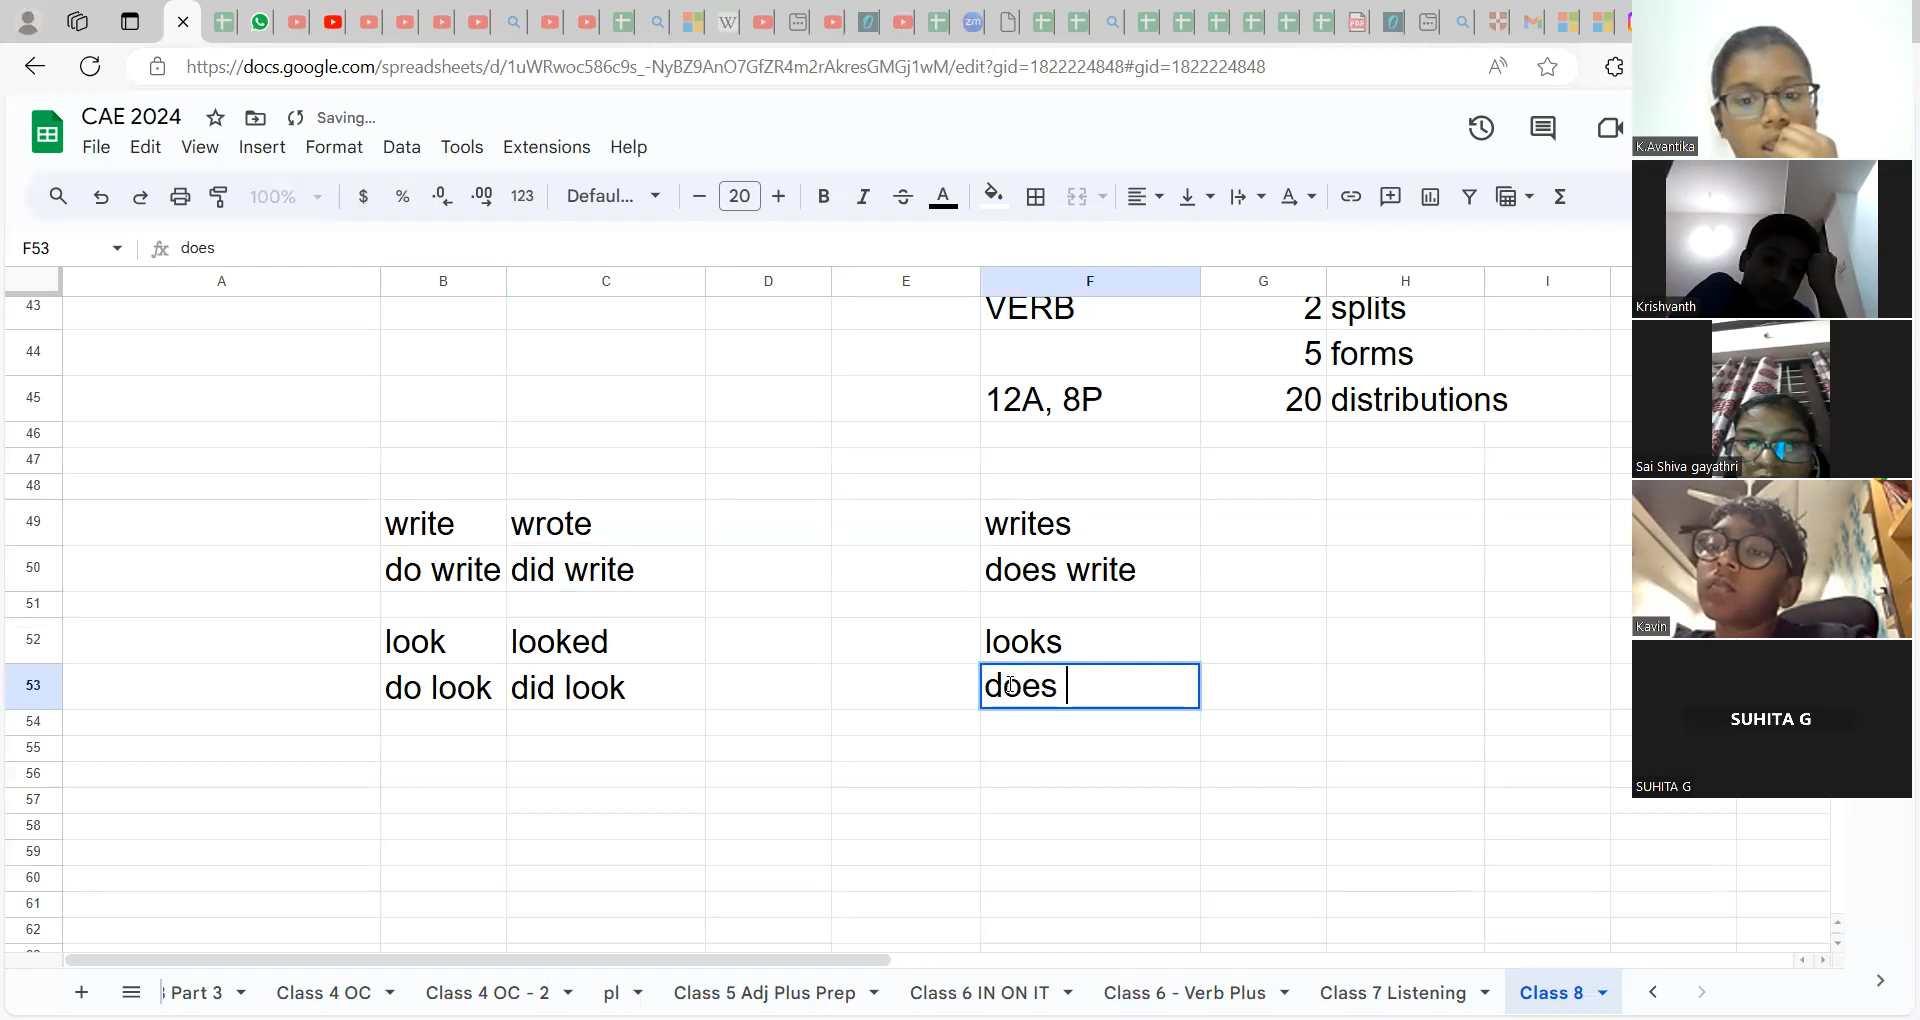 https://docs.google.com/spreadsheets/d/1uWRwoc586c9s_-NyBZ9AnO7GfZR4m2rAkresGMGj1wM/edit?gid=1822224848#gid=1822224848
CAE 2024 Saving...
File Edit View Insert Format Data Tools Extensions Help
100% $ % .0 .00 123 Defaul... 20 B I A
F53 fx does
A B C D E F G H I
43 VERB 2 splits
44 5 forms
45 12A, 8P 20 distributions
46
47
48
49 write wrote writes
50 do write did write does write
51
52 look looked looks
53 do look did look does
54
55
56
57
58
59
60
61
62
Part 3 Class 4 OC Class 4 OC - 2 pl Class 5 Adj Plus Prep Class 6 IN ON IT Class 6 - Verb Plus Class 7 Listening Class 8
K.Avantika
Krishvanth
Sai Shiva gayathri
Kavin
SUHITA G
SUHITA G